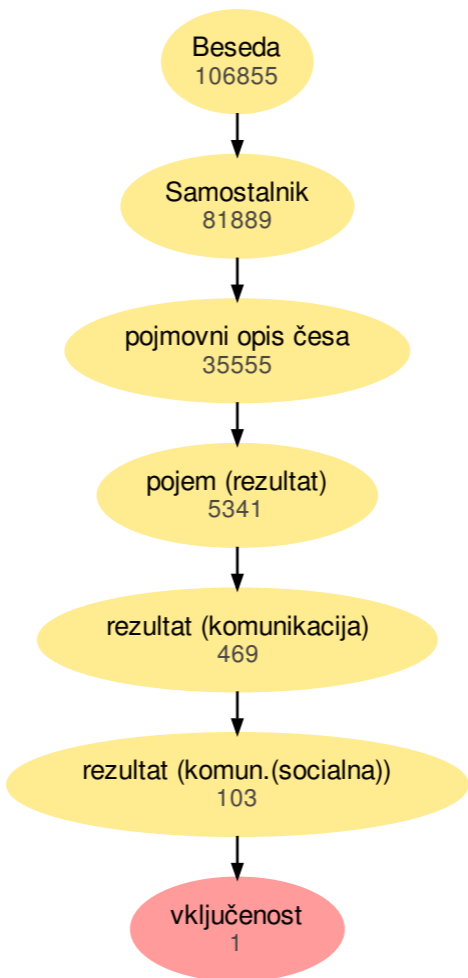 Beseda
106855
Samostalnik
81889
pojmovni opis česa
35555
pojem (rezultat)
5341
rezultat (komunikacija)
469
rezultat (komun.(socialna))
103
vključenost
1